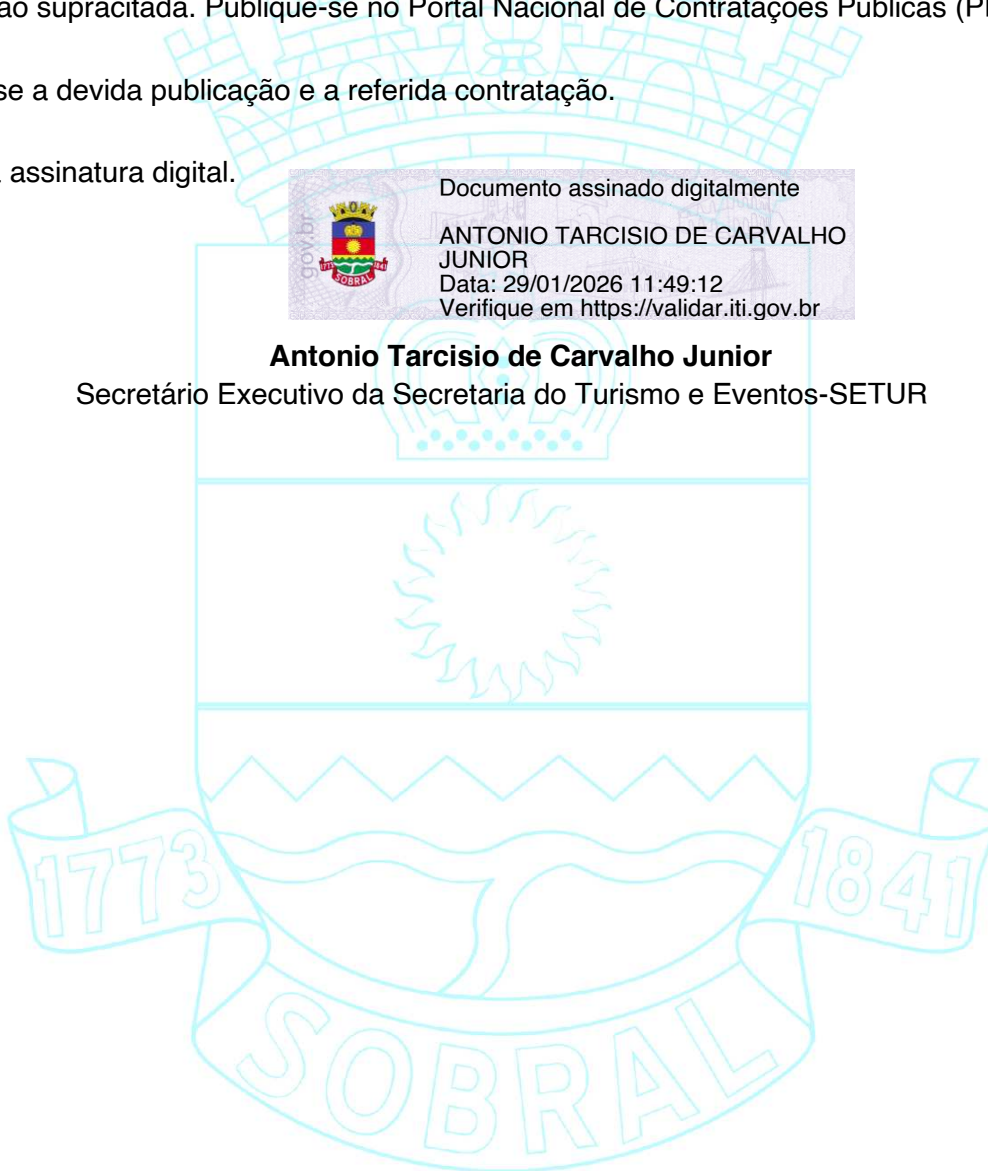 ão supracitada. Publique-se no Portal Nacional de Contratações Públicas (P
se a devida publicação e a referida contratação.
assinatura digital.
gov.br
1773 SOBRAL 1841
Documento assinado digitalmente
ANTONIO TARCISIO DE CARVALHO
JUNIOR
Data: 29/01/2026 11:49:12
Verifique em https://validar.iti.gov.br
Antonio Tarcisio de Carvalho Junior
Secretário Executivo da Secretaria do Turismo e Eventos-SETUR
1773
1841
SOBRAL